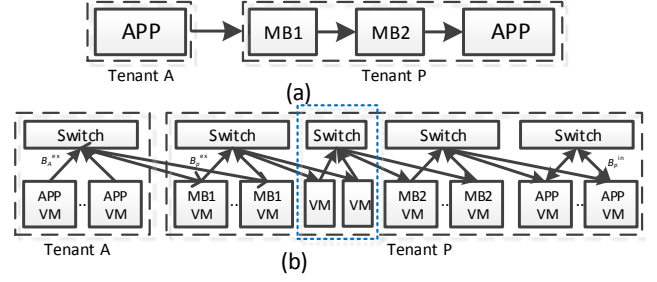 APP MB1 MB2 APP
Tenant A Tenant P
(a)
Switch Switch Switch Switch Switch
B_A^ex B_P^ex B_P^in
APP VM .. APP VM MB1 VM .. MB1 VM VM VM MB2 VM .. MB2 VM APP VM .. APP VM
Tenant A Tenant P
(b)